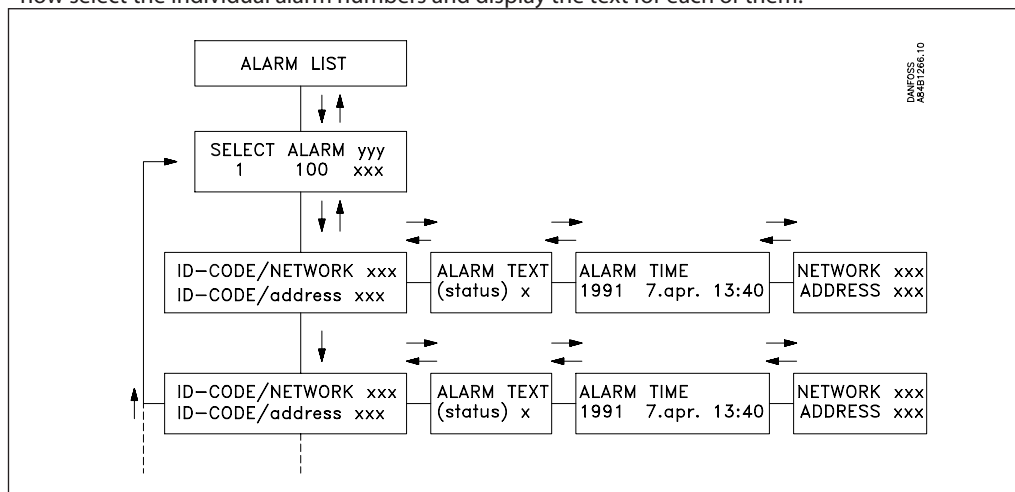 now select the individual alarm numbers and display the text for each of them.
DANFOSS
A84B1266.10
ALARM LIST
SELECT ALARM yyy
1 100 xxx
ID-CODE/NETWORK xxx
ID-CODE/address xxx
ALARM TEXT
(status) x
ALARM TIME
1991 7.apr. 13:40
NETWORK xxx
ADDRESS xxx
ID-CODE/NETWORK xxx
ID-CODE/address xxx
ALARM TEXT
(status) x
ALARM TIME
1991 7.apr. 13:40
NETWORK xxx
ADDRESS xxx